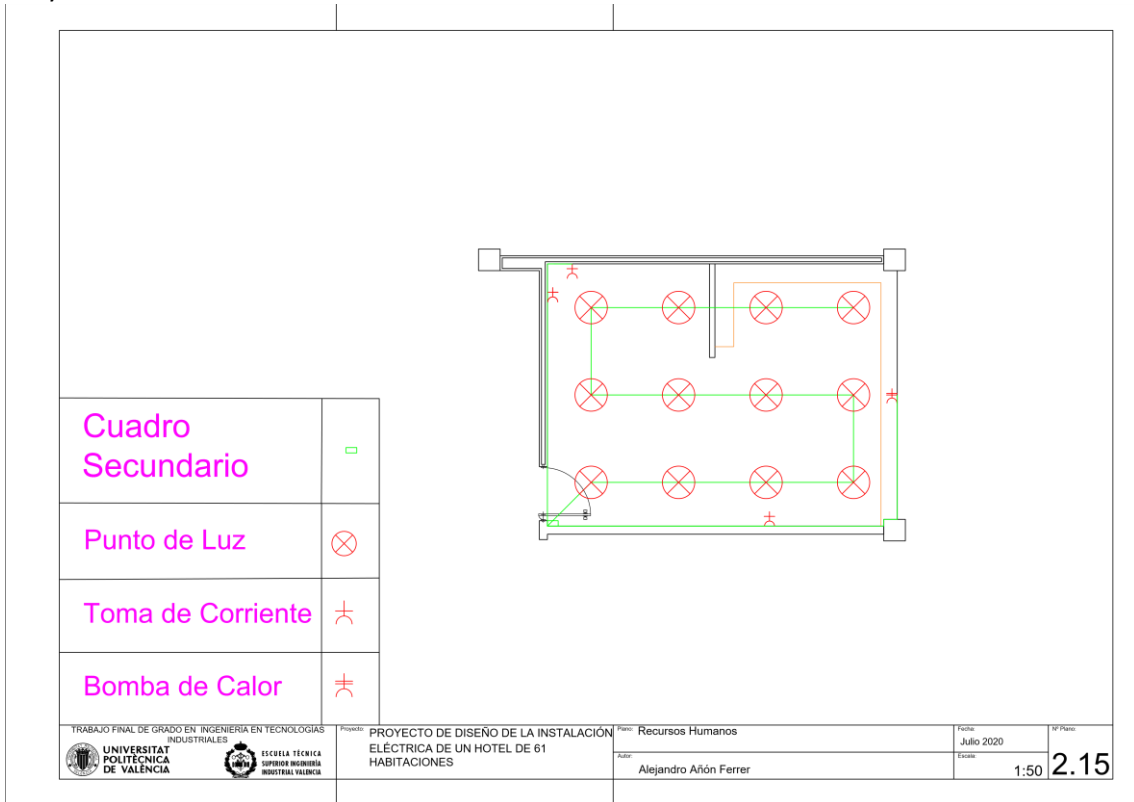 Cuadro
Secundario
Punto de Luz
Toma de Corriente
Bomba de Calor
TRABAJO FINAL DE GRADO EN INGENIERÍA EN TECNOLOGÍAS
INDUSTRIALES
UNIVERSITAT
POLITÈCNICA
DE VALÈNCIA
ESCUELA TÉCNICA
SUPERIOR INGENIERÍA
INDUSTRIAL VALENCIA
Proyecto:
PROYECTO DE DISEÑO DE LA INSTALACIÓN
ELÉCTRICA DE UN HOTEL DE 61
HABITACIONES
Plano: Recursos Humanos
Autor:
Alejandro Añón Ferrer
Fecha:
Julio 2020
Escala:
1:50
Nº Plano:
2.15